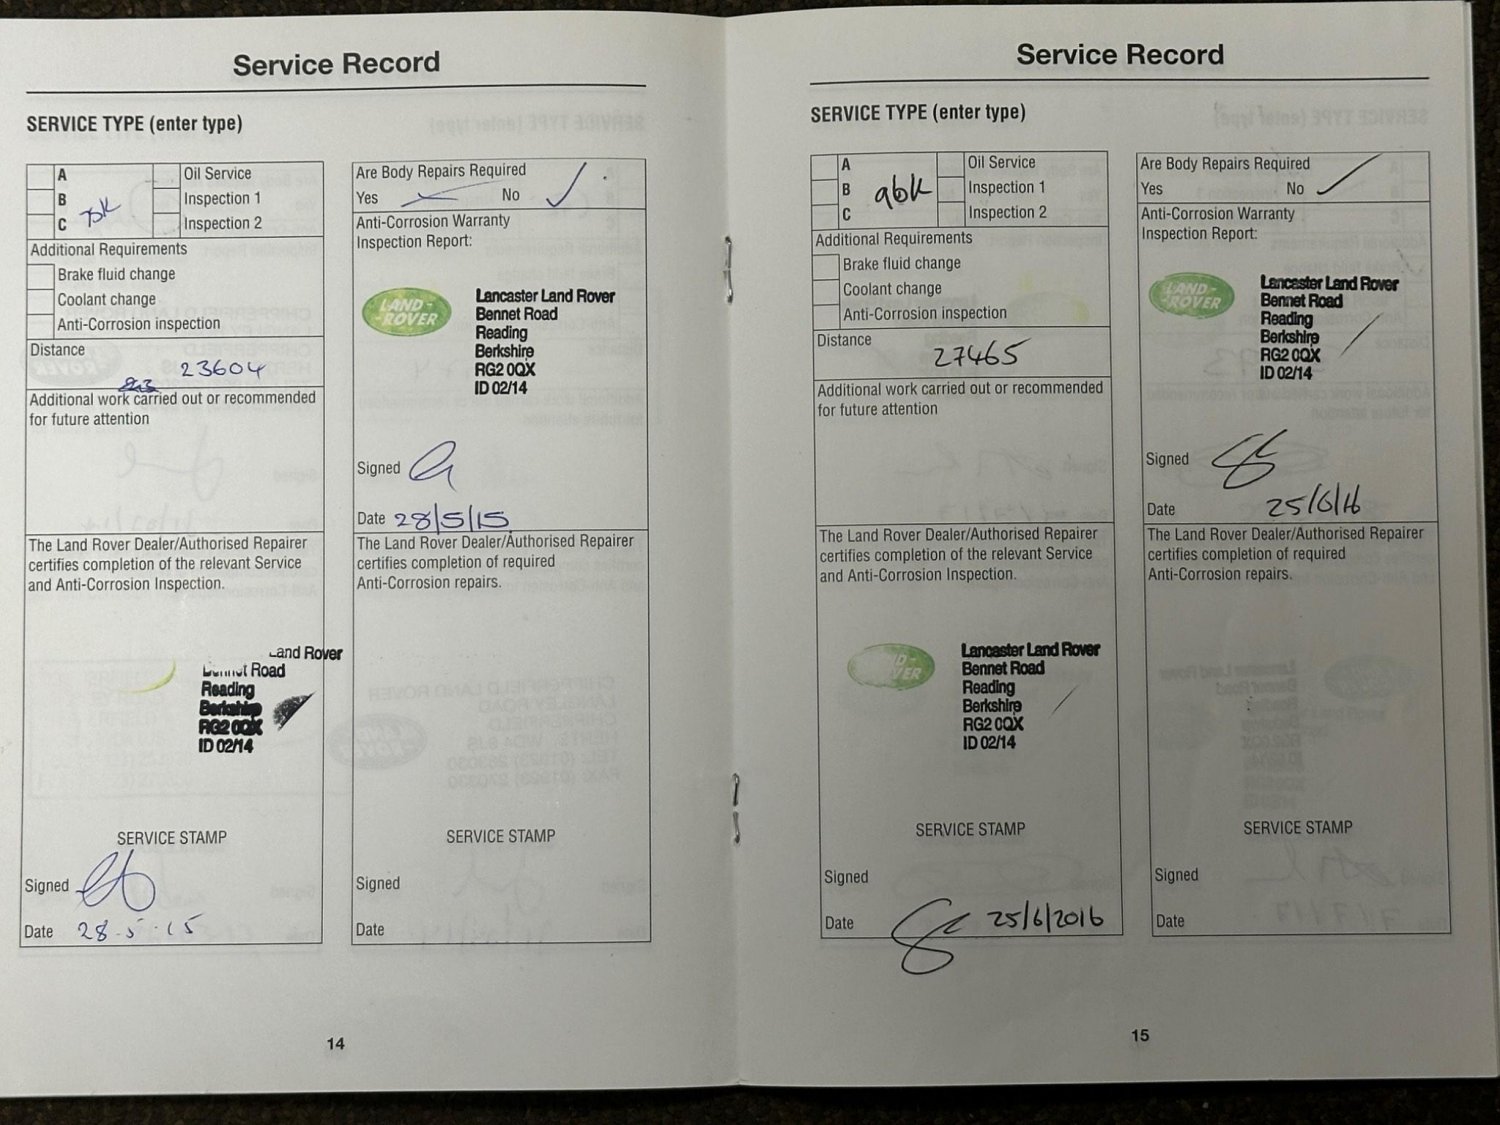 Service Record
SERVICE TYPE (enter type)
A
B
C
Oil Service
Inspection 1
Inspection 2
Additional Requirements
Brake fluid change
Coolant change
Anti-Corrosion inspection
Distance
23604
Additional work carried out or recommended
for future attention
The Land Rover Dealer/Authorised Repairer
certifies completion of the relevant Service
and Anti-Corrosion Inspection.
Land Rover
Bennet Road
Reading
Berkshire
RG2 0QX
ID 02/14
SERVICE STAMP
Signed
Date 28.5.15
Are Body Repairs Required
Yes No
Anti-Corrosion Warranty
Inspection Report:
LAND-
ROVER
Lancaster Land Rover
Bennet Road
Reading
Berkshire
RG2 0QX
ID 02/14
Signed
Date 28/5/15
The Land Rover Dealer/Authorised Repairer
certifies completion of required
Anti-Corrosion repairs.
SERVICE STAMP
Signed
Date
14
Service Record
SERVICE TYPE (enter type)
A
B
C
96K
Oil Service
Inspection 1
Inspection 2
Additional Requirements
Brake fluid change
Coolant change
Anti-Corrosion inspection
Distance
27465
Additional work carried out or recommended
for future attention
The Land Rover Dealer/Authorised Repairer
certifies completion of the relevant Service
and Anti-Corrosion Inspection.
Lancaster Land Rover
Bennet Road
Reading
Berkshire
RG2 0QX
ID 02/14
SERVICE STAMP
Signed
Date 25/6/2016
Are Body Repairs Required
Yes No
Anti-Corrosion Warranty
Inspection Report:
LAND
-ROVER
Lancaster Land Rover
Bennet Road
Reading
Berkshire
RG2 0QX
ID 02/14
Signed
Date 25/6/16
The Land Rover Dealer/Authorised Repairer
certifies completion of required
Anti-Corrosion repairs.
SERVICE STAMP
Signed
Date
15